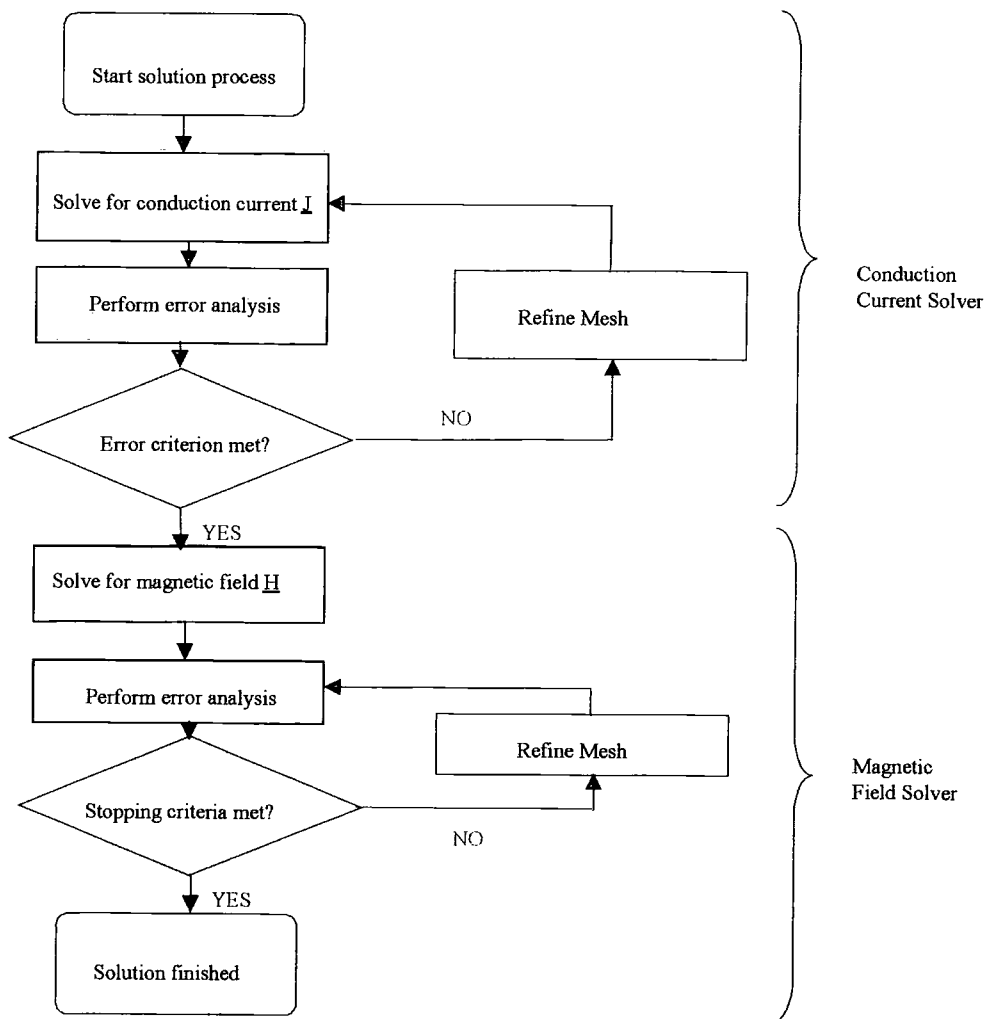 Start solution process
Solve for conduction current J
Perform error analysis
Refine Mesh
Conduction
Current Solver
NO
Error criterion met?
YES
Solve for magnetic field H
Perform error analysis
Refine Mesh
Magnetic
Field Solver
Stopping criteria met?
NO
YES
Solution finished